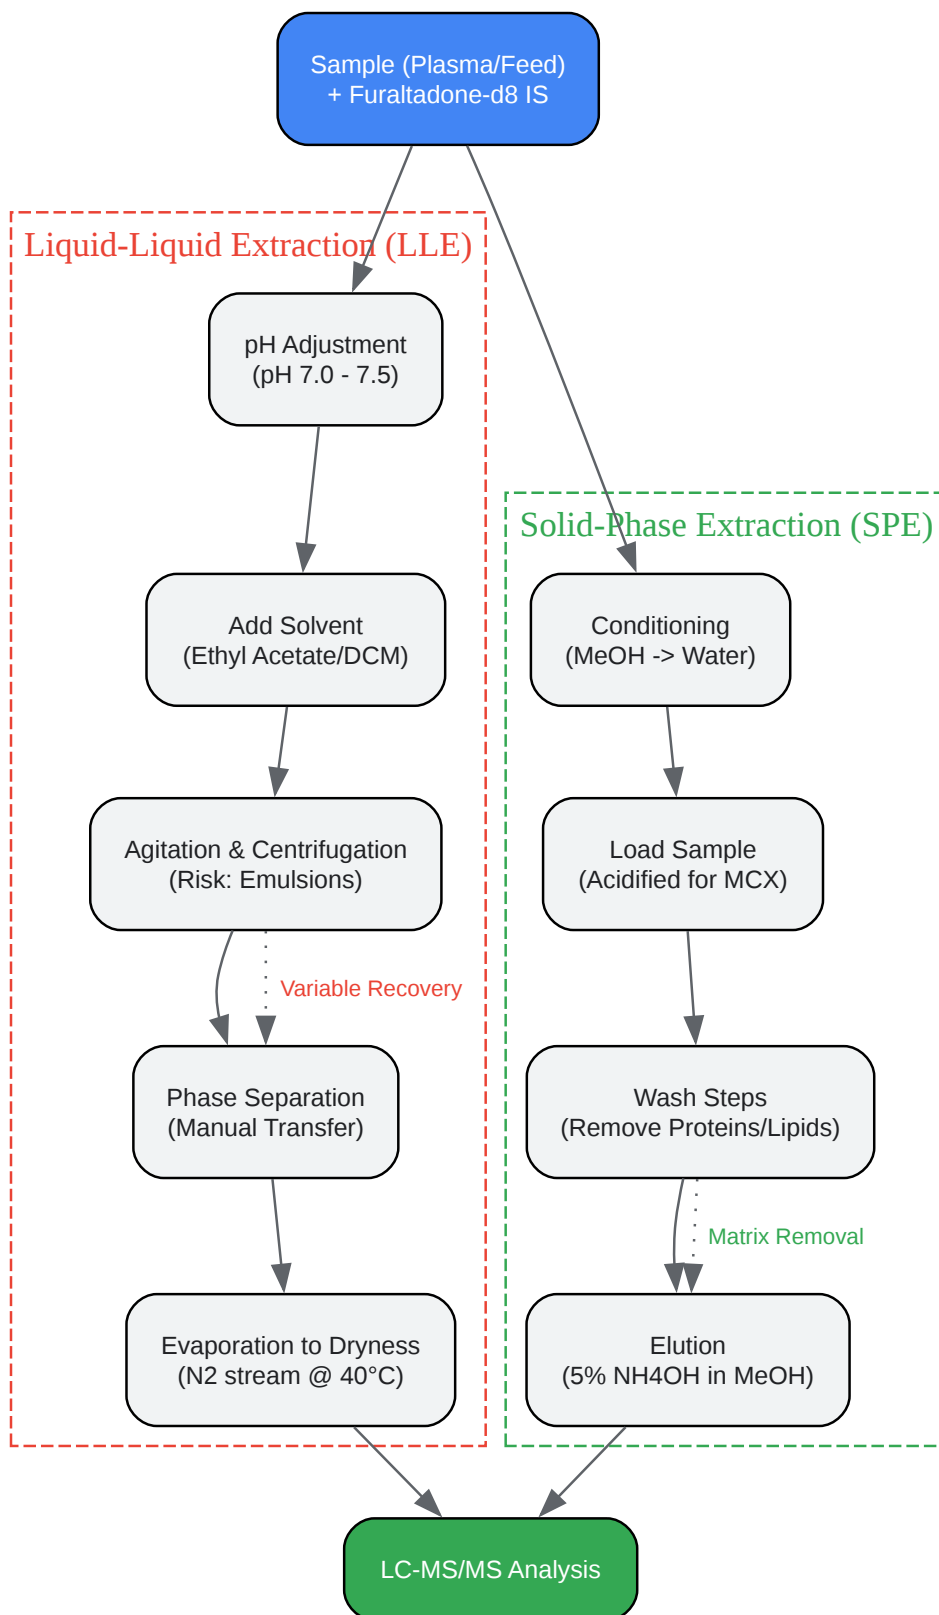 Sample (Plasma/Feed)
+ Furaltadone-d8 IS
Liquid-Liquid Extraction (LLE)
pH Adjustment
(pH 7.0 - 7.5)
Add Solvent
(Ethyl Acetate/DCM)
Agitation & Centrifugation
(Risk: Emulsions)
Variable Recovery
Phase Separation
(Manual Transfer)
Evaporation to Dryness
(N2 stream @ 40°C)
Solid-Phase Extraction (SPE)
Conditioning
(MeOH -> Water)
Load Sample
(Acidified for MCX)
Wash Steps
(Remove Proteins/Lipids)
Matrix Removal
Elution
(5% NH4OH in MeOH)
LC-MS/MS Analysis